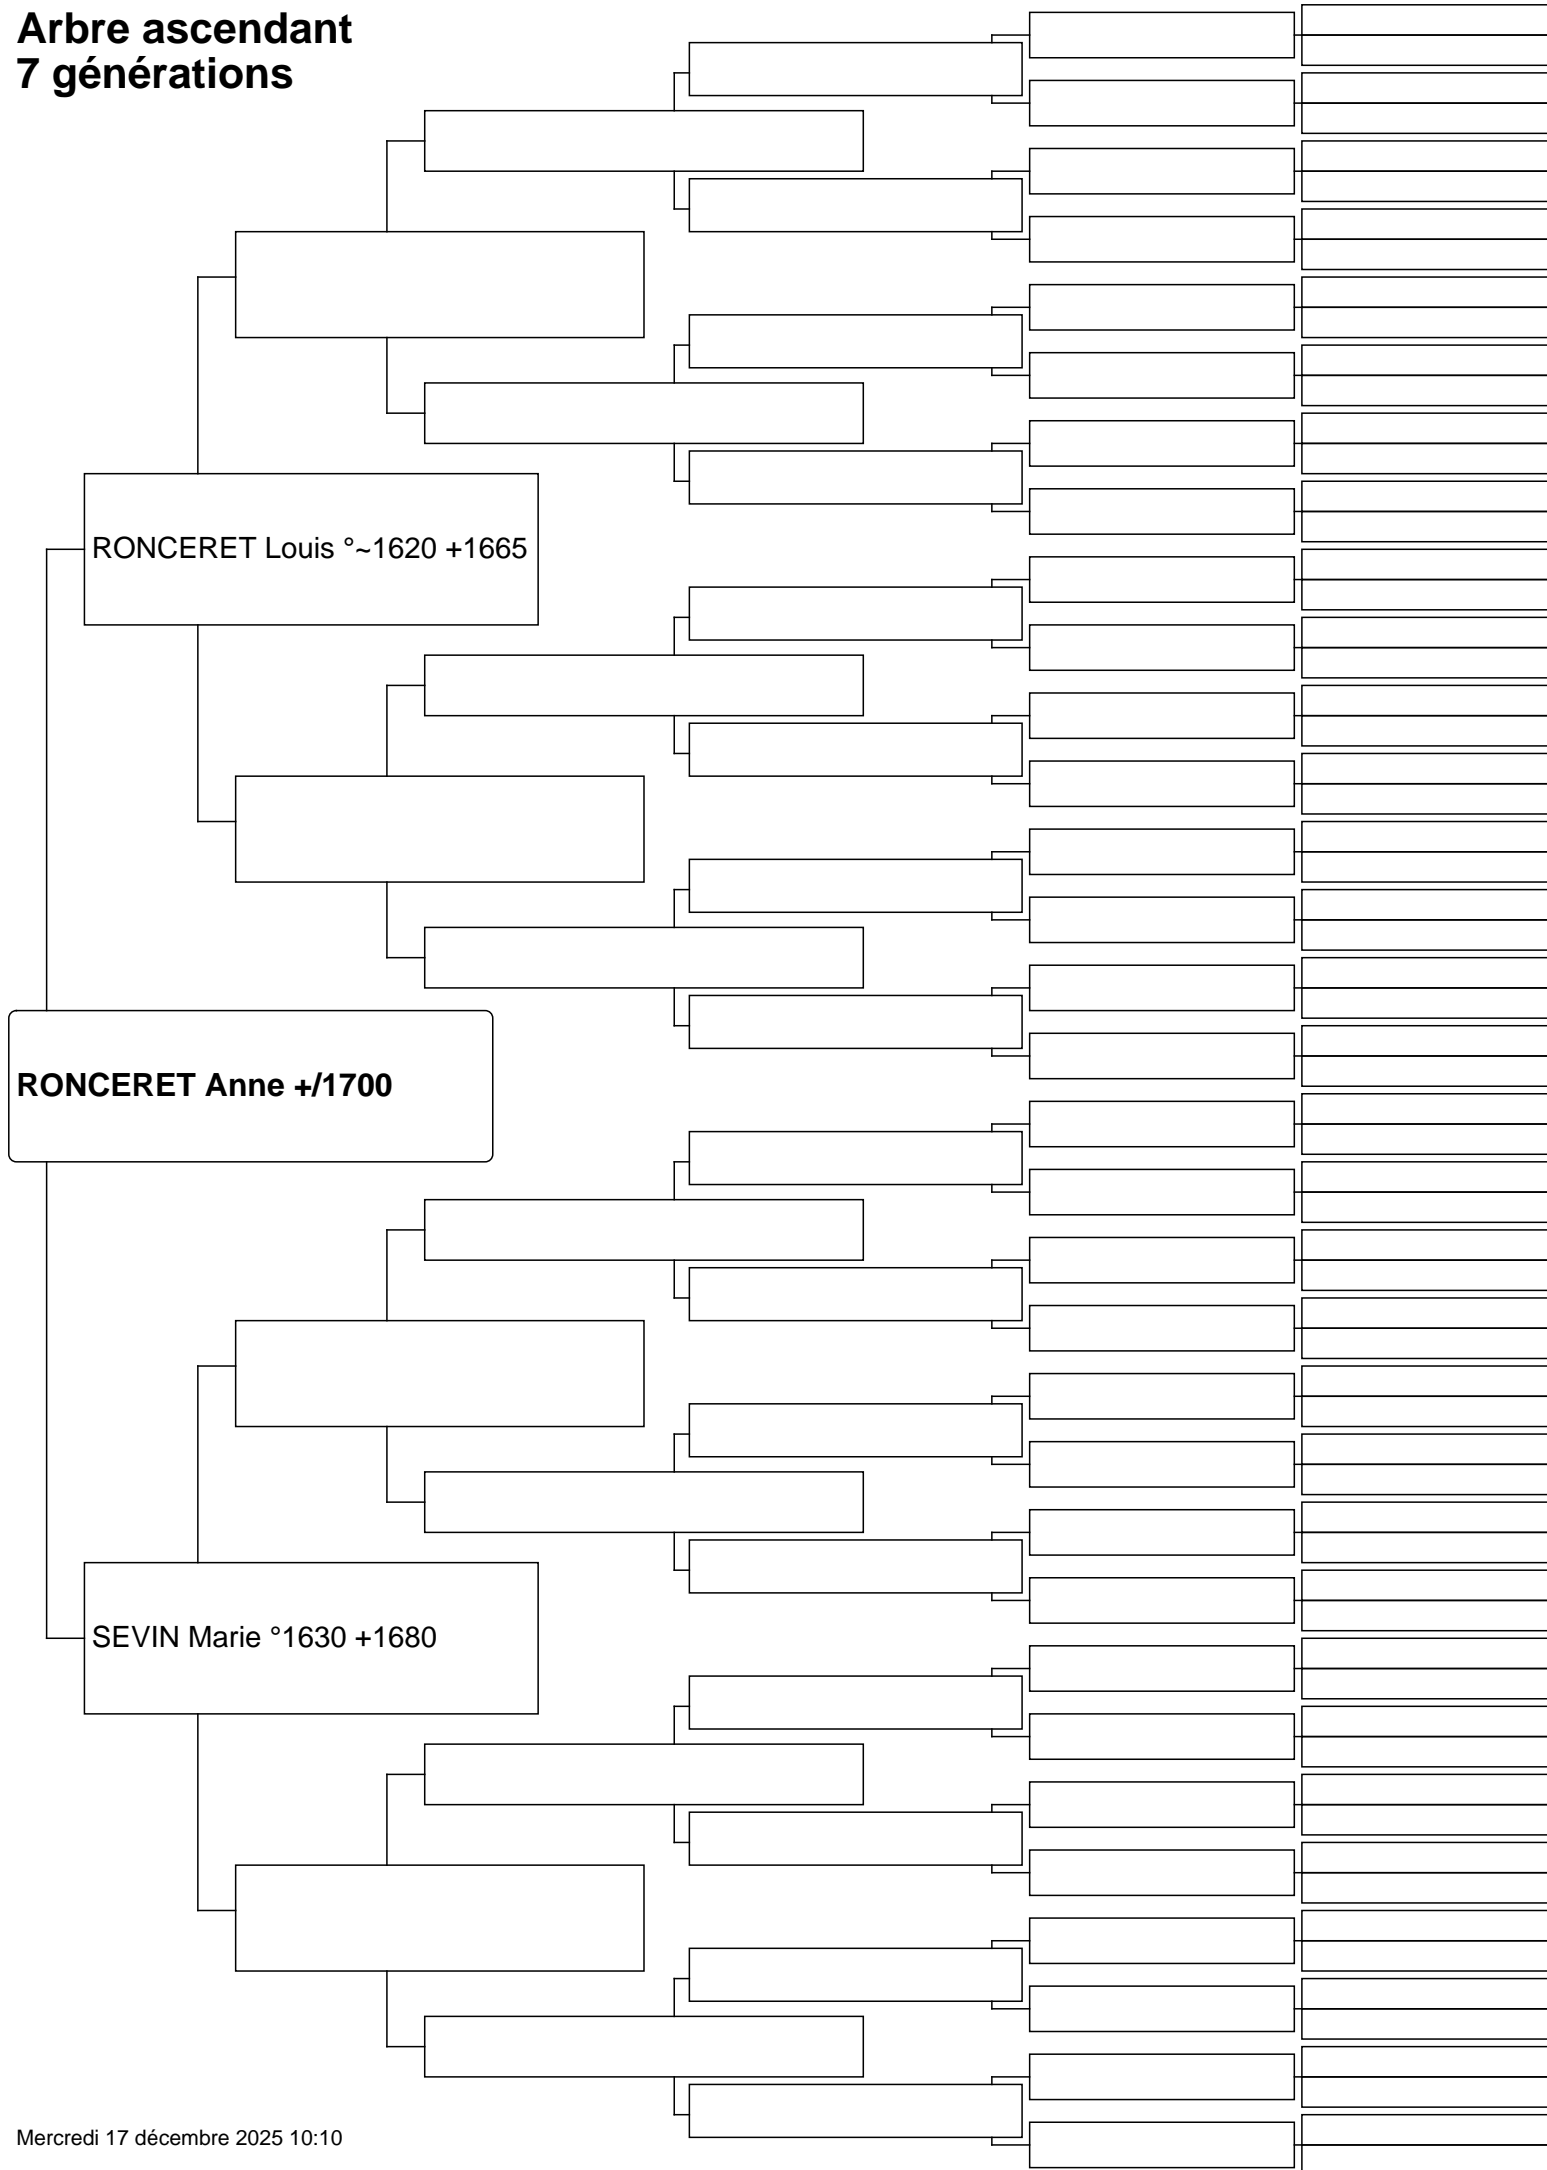 Arbre ascendant
7 générations
RONCERET Louis °~1620 +1665
RONCERET Anne +/1700
SEVIN Marie °1630 +1680
Mercredi 17 décembre 2025 10:10